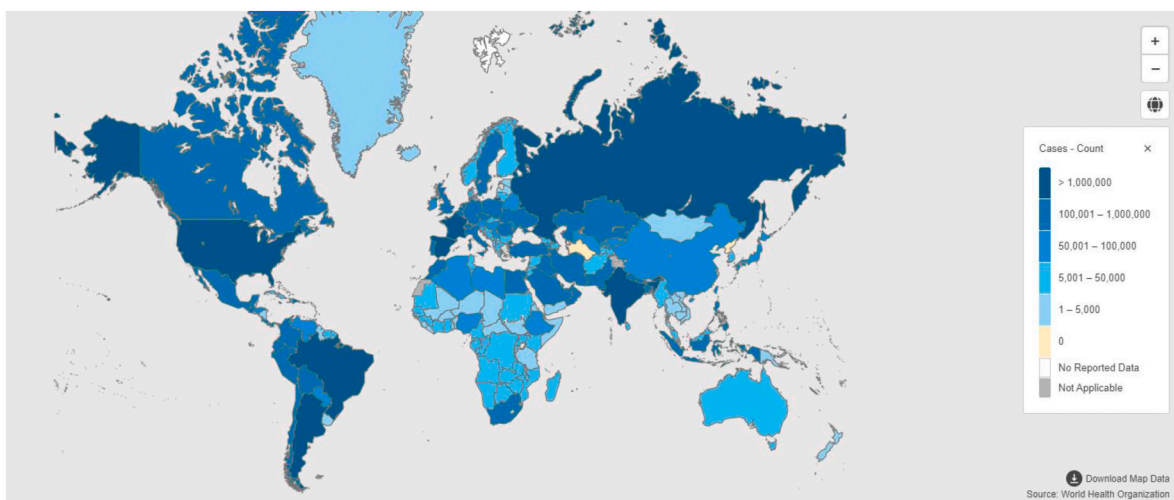 +
−
Cases - Count ×
> 1,000,000
100,001 – 1,000,000
50,001 – 100,000
5,001 – 50,000
1 – 5,000
0
No Reported Data
Not Applicable
Download Map Data
Source: World Health Organization